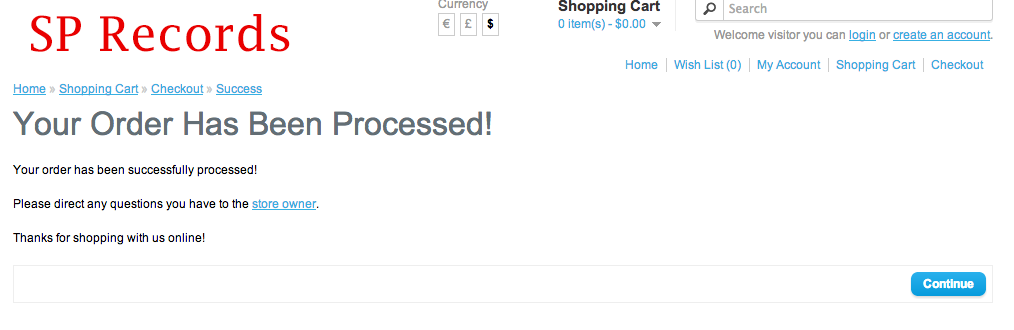 SP Records
Currency
€ £ $
Shopping Cart
0 item(s) - $0.00
Search
Welcome visitor you can login or create an account.
Home Wish List (0) My Account Shopping Cart Checkout
Home » Shopping Cart » Checkout » Success
Your Order Has Been Processed!
Your order has been successfully processed!
Please direct any questions you have to the store owner.
Thanks for shopping with us online!
Continue